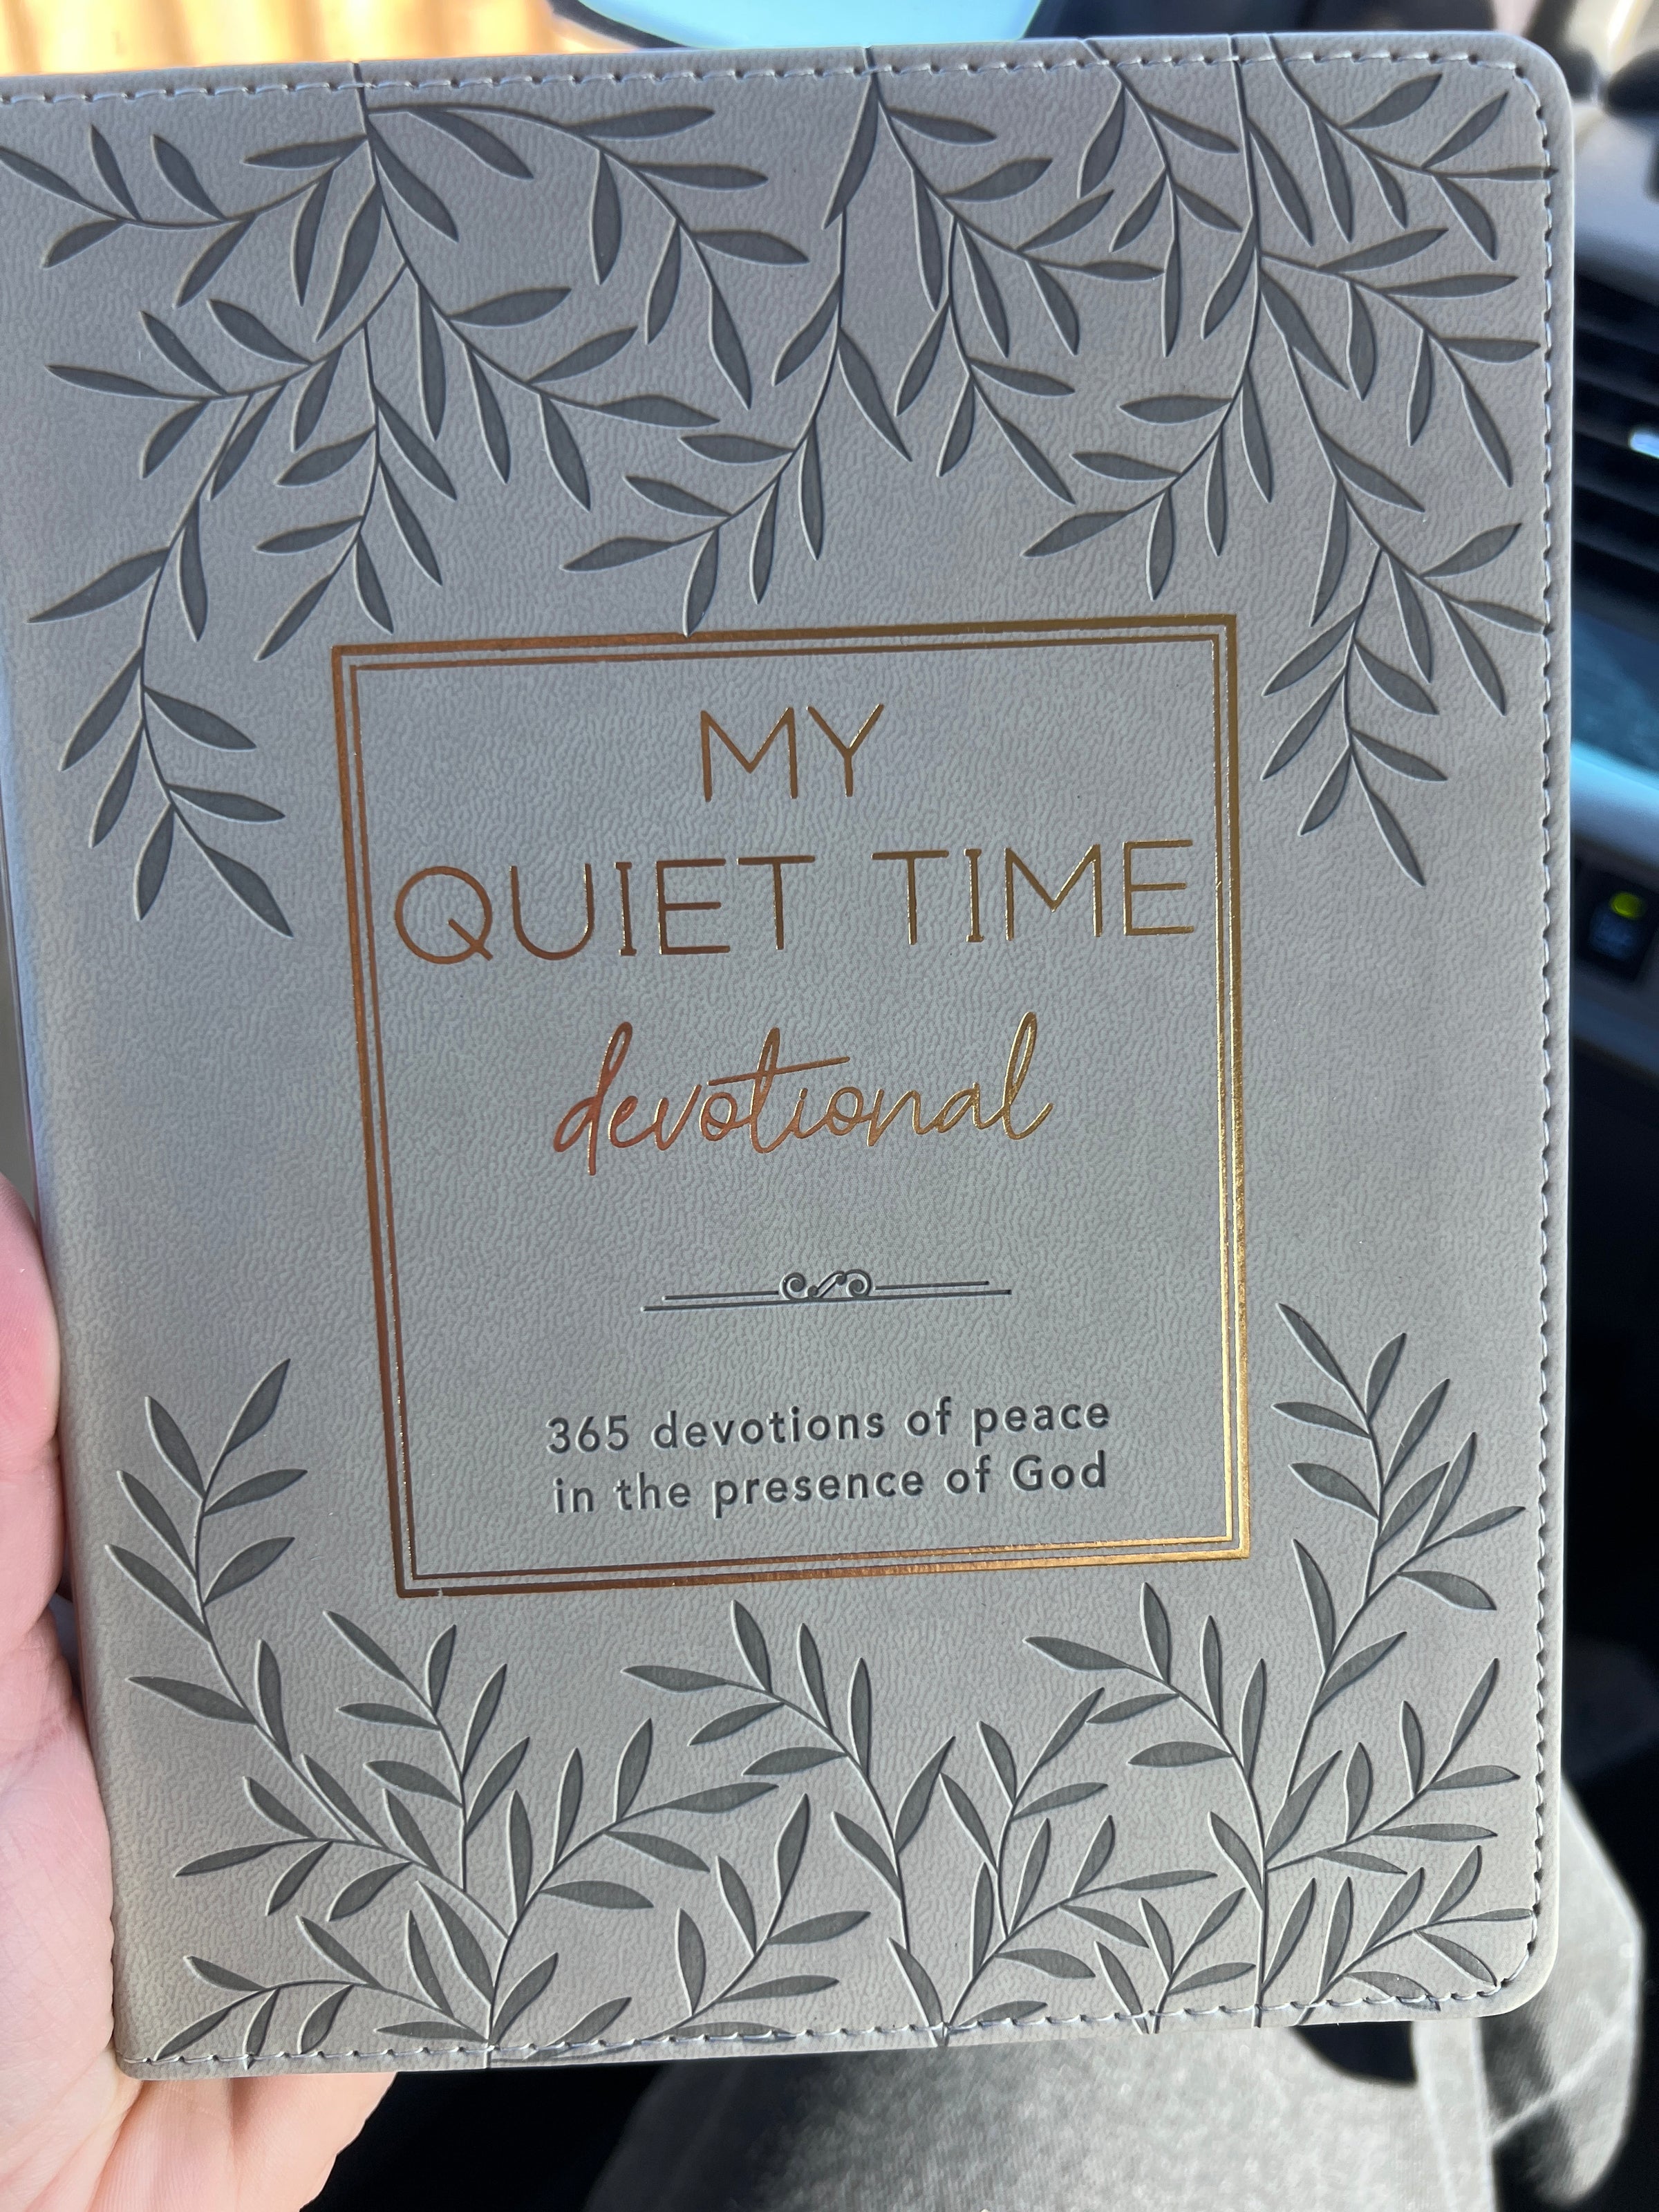 MY
QUIET TIME
devotional
365 devotions of peace
in the presence of God